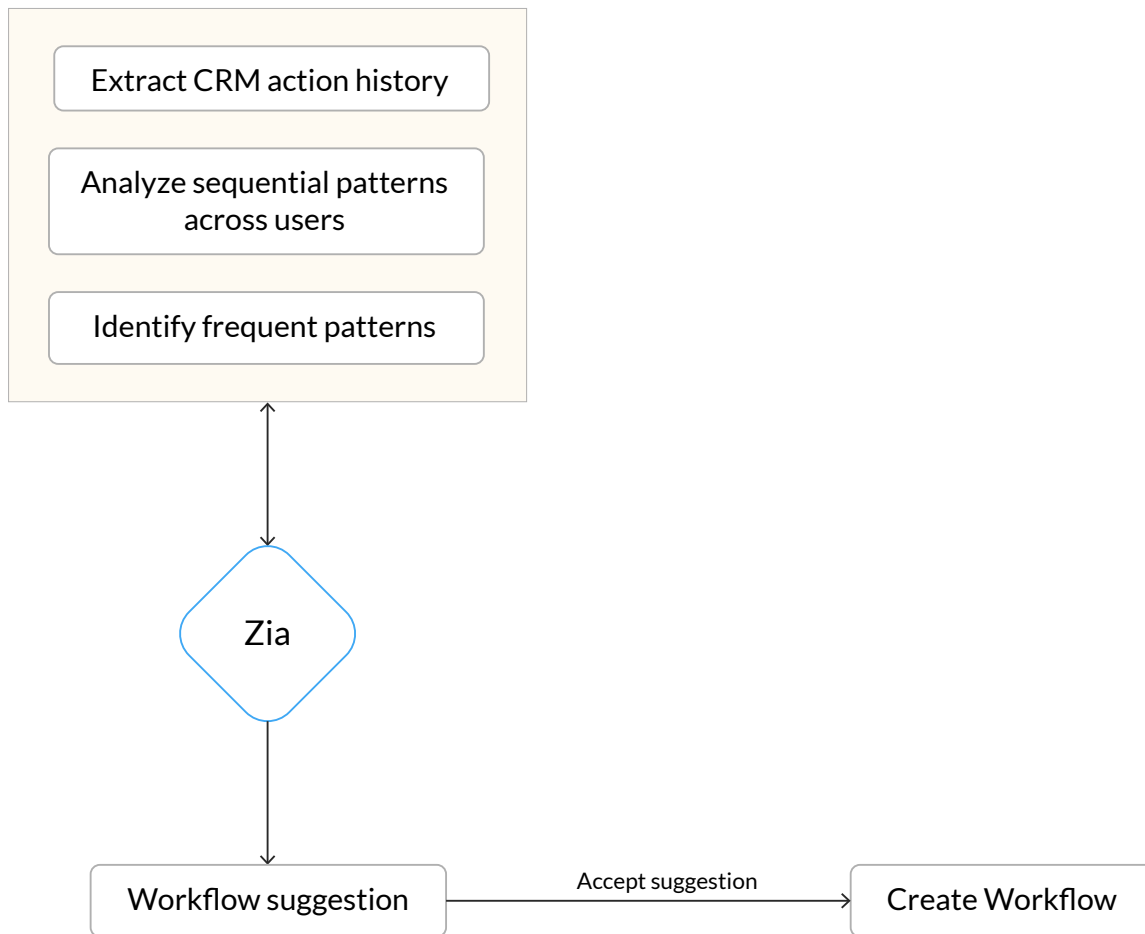 Extract CRM action history
Analyze sequential patterns
across users
Identify frequent patterns
Zia
Workflow suggestion
Accept suggestion
Create Workflow